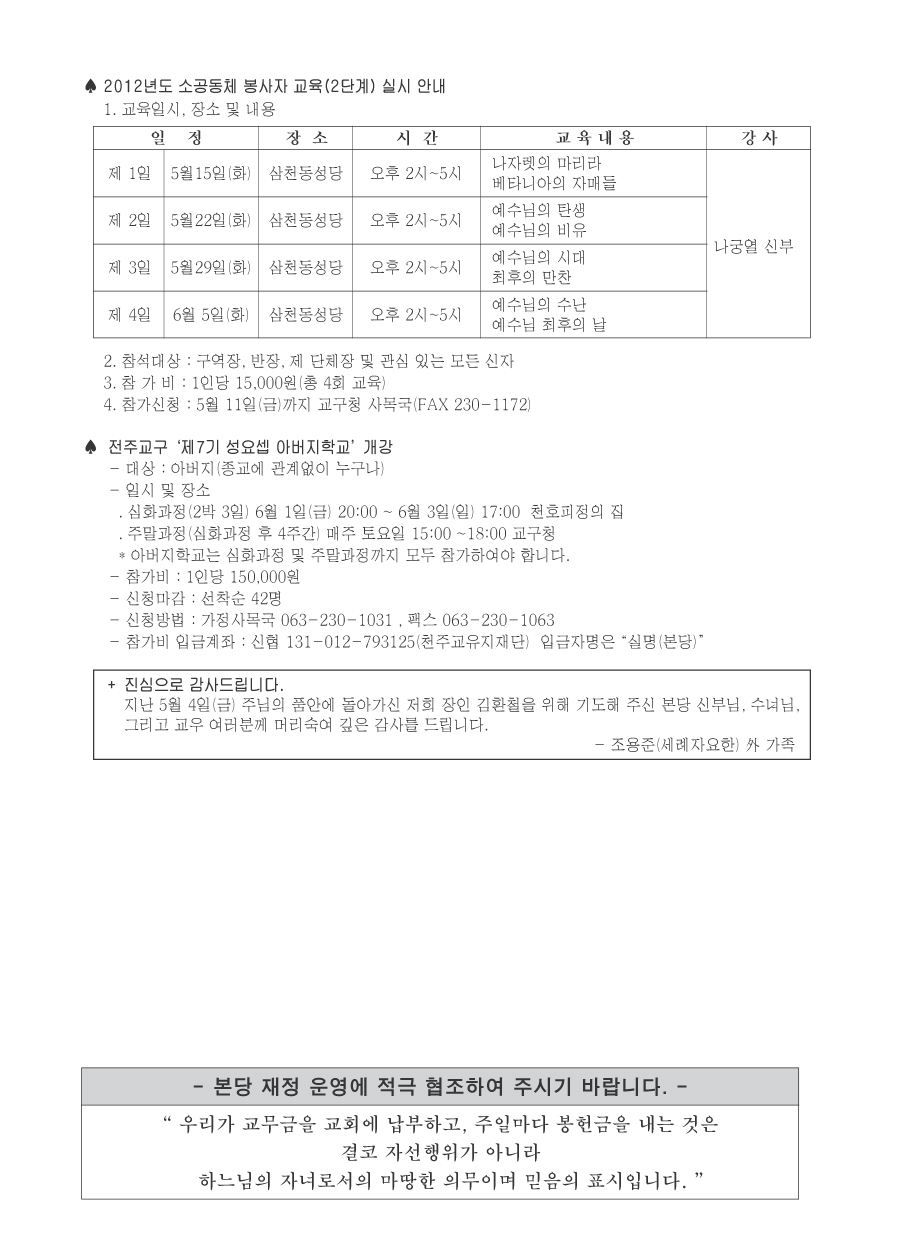 ♠ 2012년도 소공동체 봉사자 교육(2단계) 실시 안내
1. 교육일시, 장소 및 내용
일 정 장 소 시 간 교 육 내 용 강 사
제 1일 5월15일(화) 삼천동성당 오후 2시~5시 나자렛의 마리라
베타니아의 자매들
제 2일 5월22일(화) 삼천동성당 오후 2시~5시 예수님의 탄생
예수님의 비유
나궁열 신부
제 3일 5월29일(화) 삼천동성당 오후 2시~5시 예수님의 시대
최후의 만찬
제 4일 6월 5일(화) 삼천동성당 오후 2시~5시 예수님의 수난
예수님 최후의 날
2. 참석대상 : 구역장, 반장, 제 단체장 및 관심 있는 모든 신자
3. 참 가 비 : 1인당 15,000원(총 4회 교육)
4. 참가신청 : 5월 11일(금)까지 교구청 사목국(FAX 230-1172)
♠ 전주교구 ‘제7기 성요셉 아버지학교’ 개강
- 대상 : 아버지(종교에 관계없이 누구나)
- 일시 및 장소
. 심화과정(2박 3일) 6월 1일(금) 20:00 ~ 6월 3일(일) 17:00 천호피정의 집
. 주말과정(심화과정 후 4주간) 매주 토요일 15:00 ~18:00 교구청
* 아버지학교는 심화과정 및 주말과정까지 모두 참가하여야 합니다.
- 참가비 : 1인당 150,000원
- 신청마감 : 선착순 42명
- 신청방법 : 가정사목국 063-230-1031 , 팩스 063-230-1063
- 참가비 입금계좌 : 신협 131-012-793125(천주교유지재단) 입금자명은 “실명(본당)”
+ 진심으로 감사드립니다.
지난 5월 4일(금) 주님의 품안에 돌아가신 저희 장인 김환철을 위해 기도해 주신 본당 신부님, 수녀님,
그리고 교우 여러분께 머리숙여 깊은 감사를 드립니다.
- 조용준(세례자요한) 外 가족
- 본당 재정 운영에 적극 협조하여 주시기 바랍니다. -
“ 우리가 교무금을 교회에 납부하고, 주일마다 봉헌금을 내는 것은
결코 자선행위가 아니라
하느님의 자녀로서의 마땅한 의무이며 믿음의 표시입니다. ”